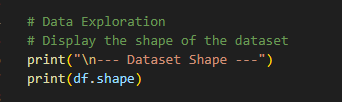 # Data Exploration
# Display the shape of the dataset
print("\n--- Dataset Shape ---")
print(df.shape)